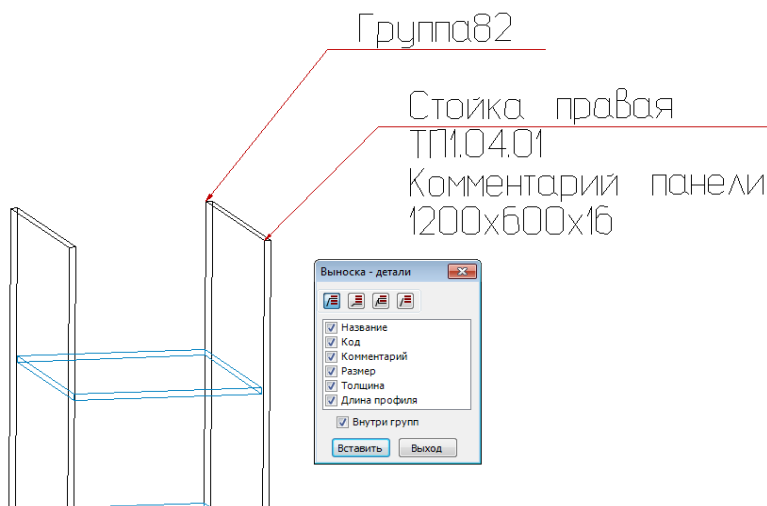 Группа82
Стойка правая
ТП1.04.01
Комментарий панели
1200х600х16
Выноска - детали
Название
Код
Комментарий
Размер
Толщина
Длина профиля
Внутри групп
Вставить Выход